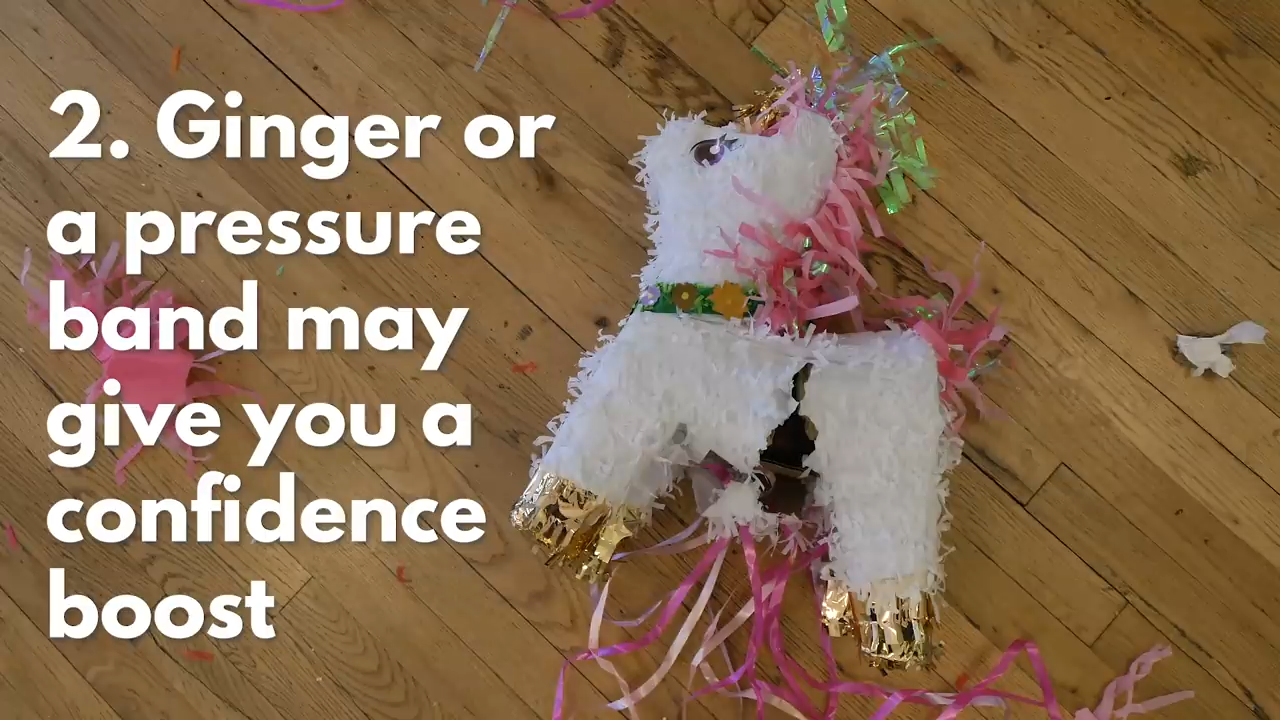 2. Ginger or
a pressure
band may
give you a
confidence
boost